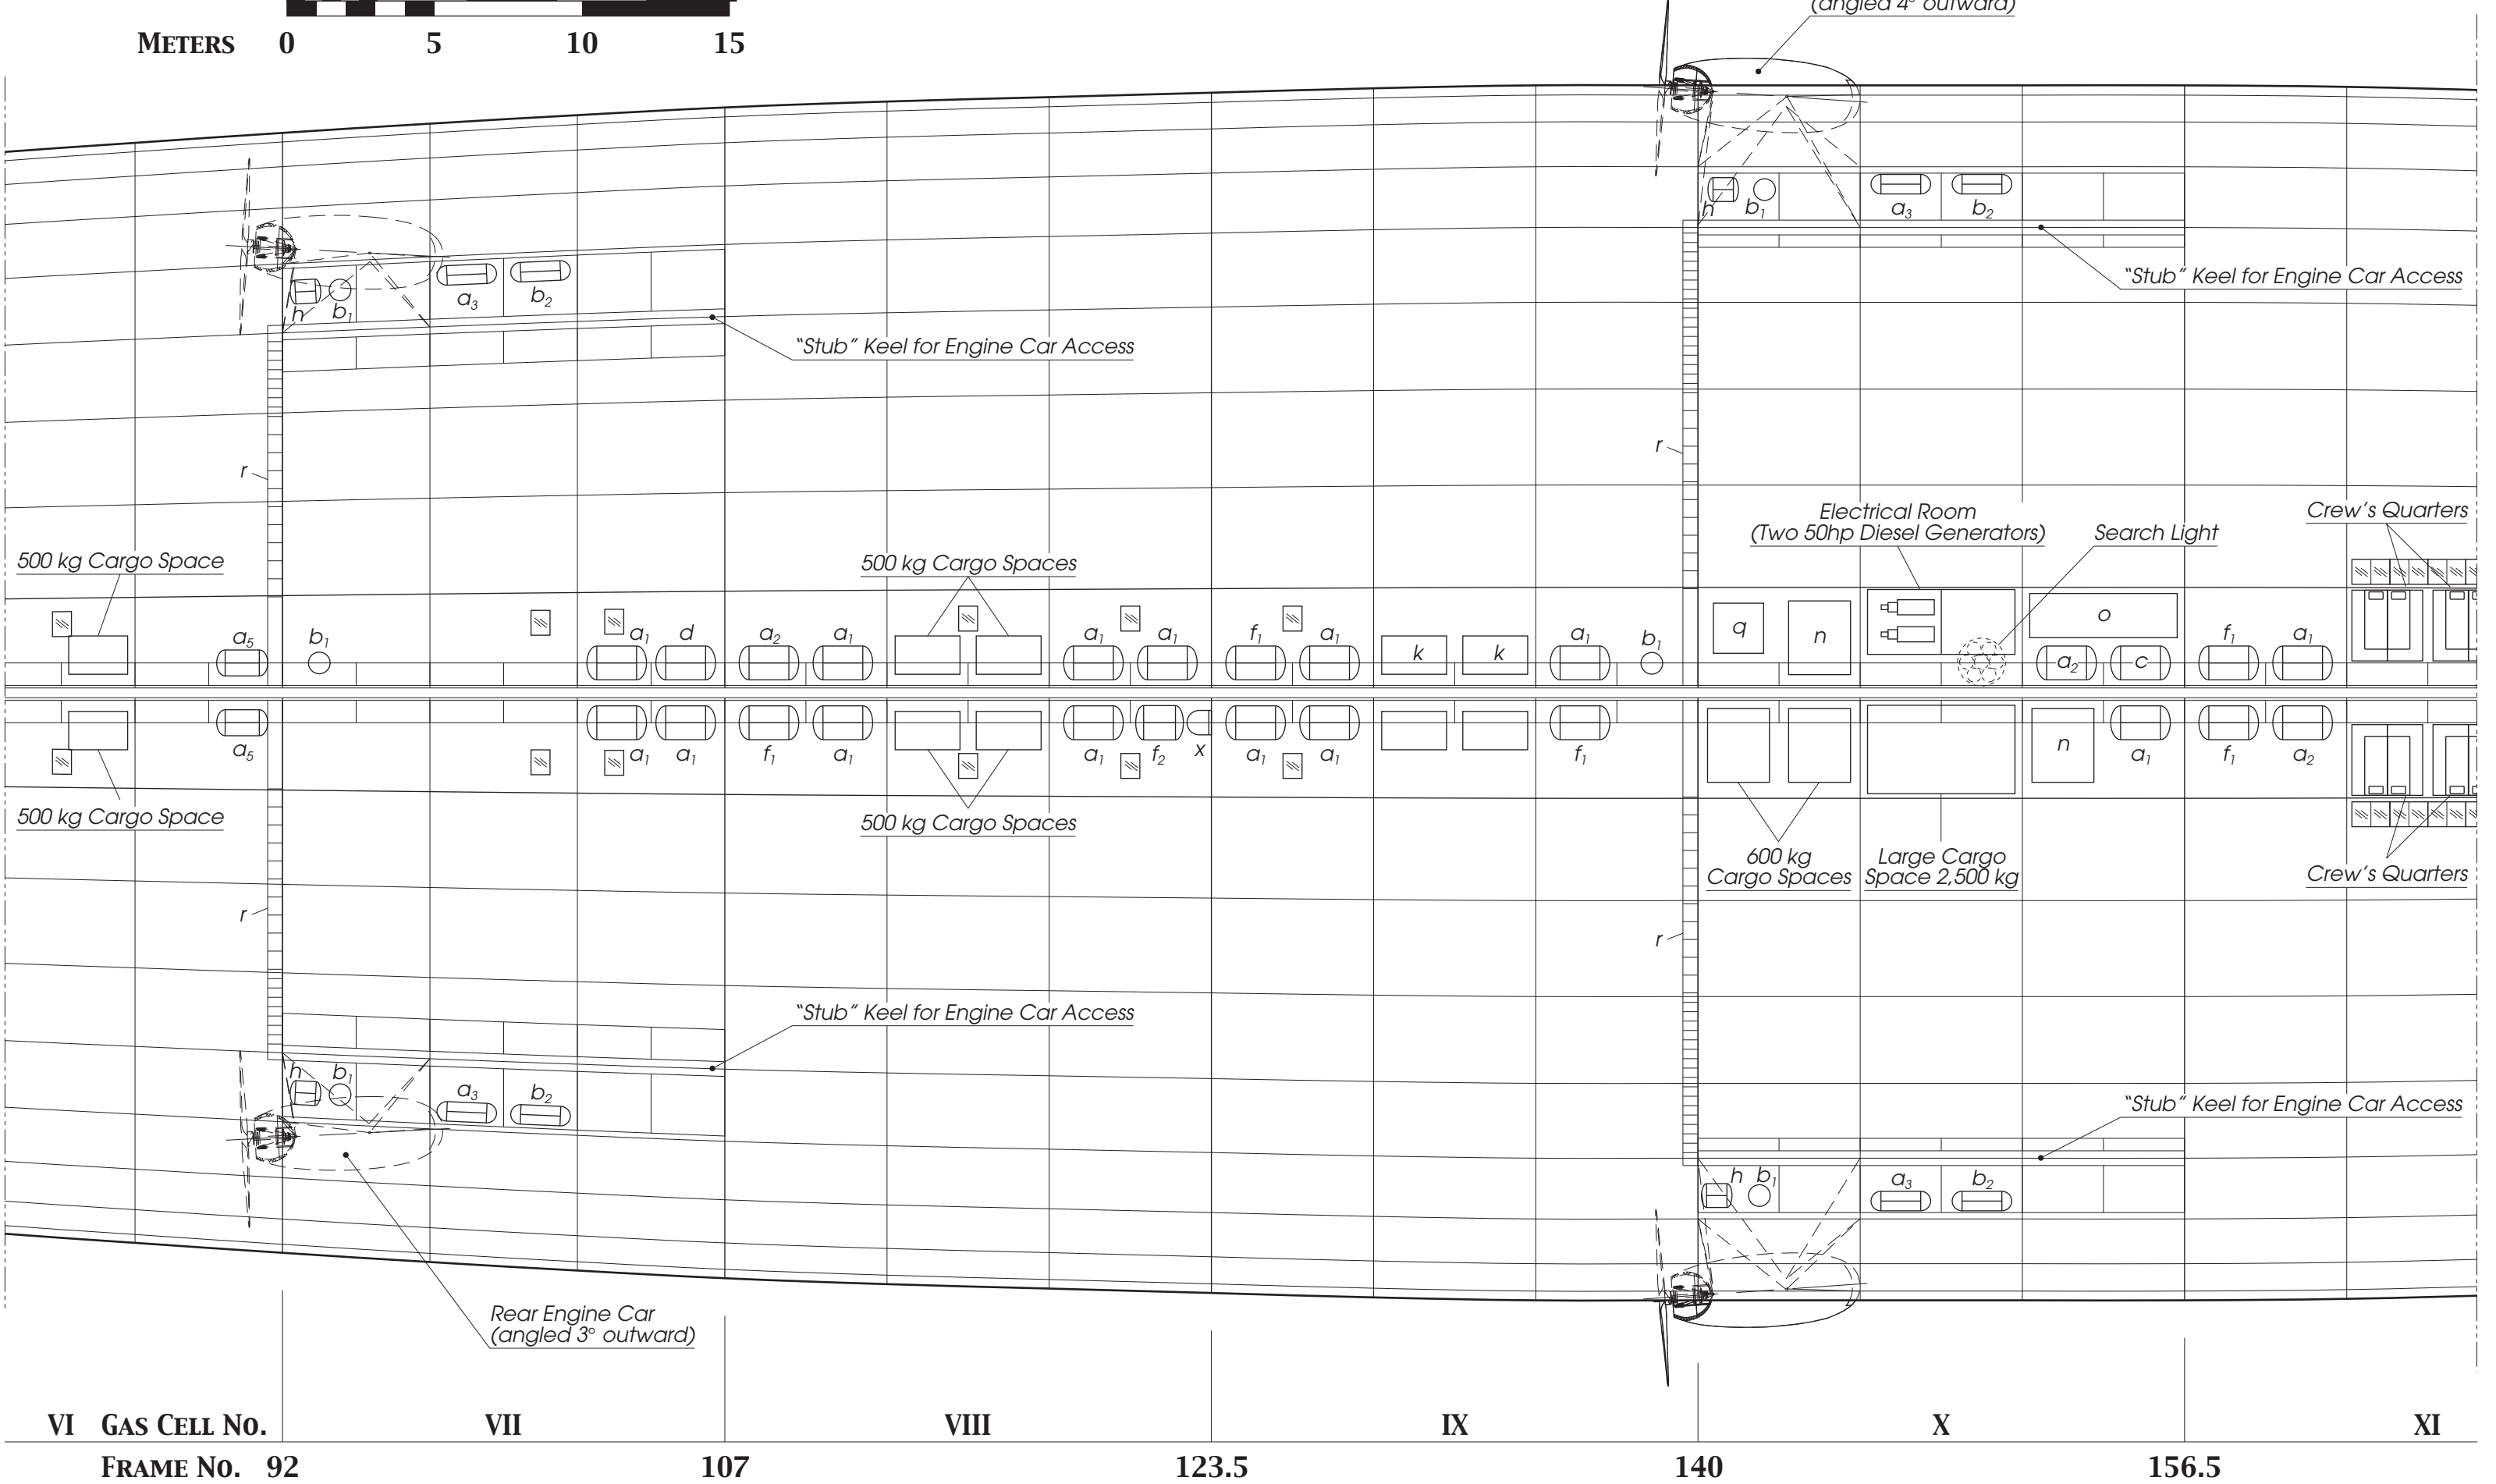 (angled 4° outward)
METERS 0 5 10 15
h b1 a3 b2
"Stub" Keel for Engine Car Access
a3 b2
h b1
"Stub" Keel for Engine Car Access
r
r
Electrical Room
(Two 50hp Diesel Generators)
Search Light
Crew's Quarters
500 kg Cargo Space
500 kg Cargo Spaces
a5 b1 a1 d a2 a1 a1 a1 f1 a1 k k a1 b1 q n o a2 c f1 a1
a5 a1 a1 f1 a1 a1 f2 x a1 a1 f1 n a1 f1 a2
500 kg Cargo Space
500 kg Cargo Spaces
600 kg
Cargo Spaces
Large Cargo
Space 2,500 kg
Crew's Quarters
r
r
"Stub" Keel for Engine Car Access
h b1 a3 b2
"Stub" Keel for Engine Car Access
h b1 a3 b2
Rear Engine Car
(angled 3° outward)
VI GAS CELL NO. VII VIII IX X XI
FRAME NO. 92 107 123.5 140 156.5